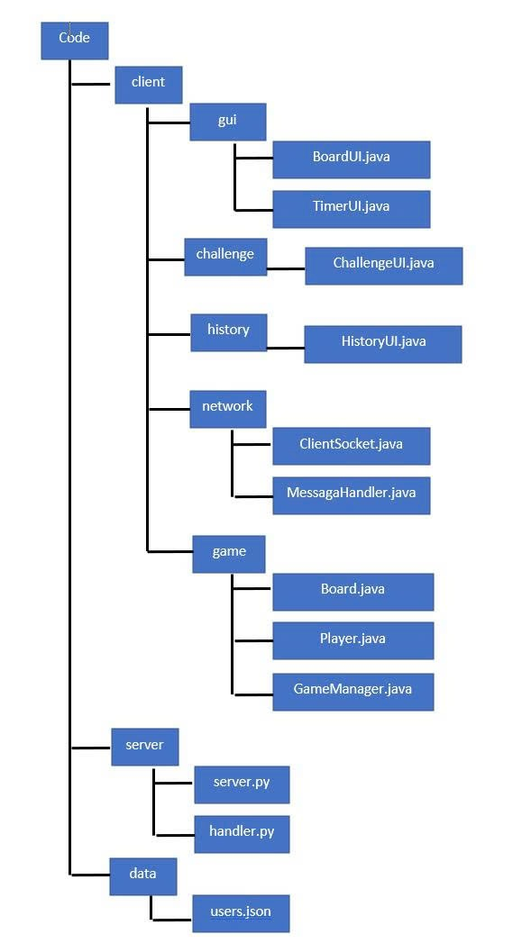 Code
client
gui
BoardUI.java
TimerUI.java
challenge
ChallengeUI.java
history
HistoryUI.java
network
ClientSocket.java
MessagaHandler.java
game
Board.java
Player.java
GameManager.java
server
server.py
handler.py
data
users.json